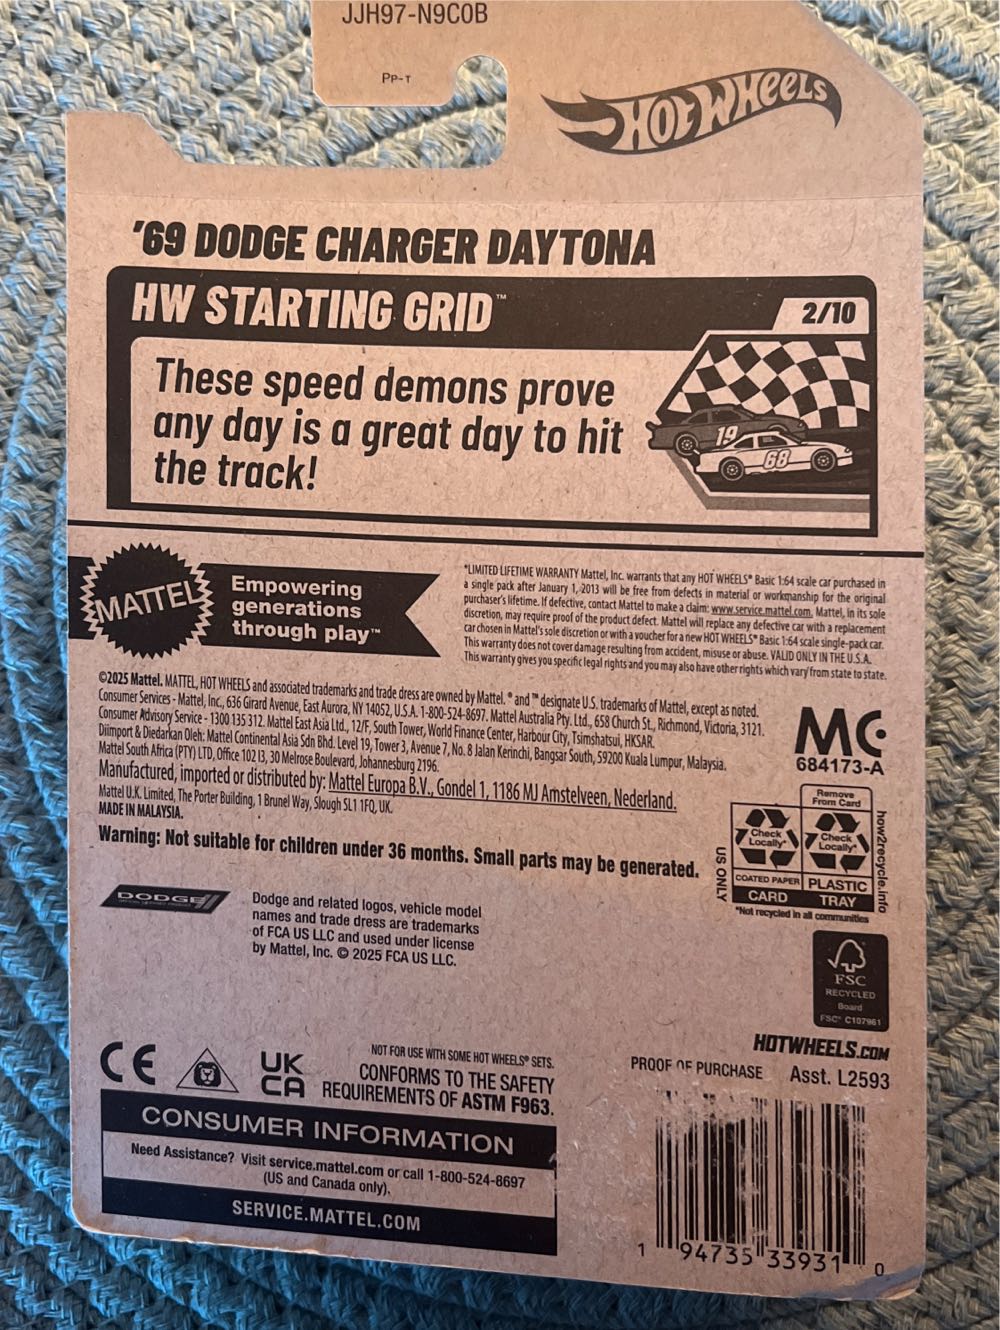 JJH97-N9C0B
PP-T
HOT WHEELS
'69 DODGE CHARGER DAYTONA
HW STARTING GRID™
2/10
These speed demons prove
any day is a great day to hit
the track!
19
68
MATTEL
Empowering
generations
through play™
*LIMITED LIFETIME WARRANTY Mattel, Inc. warrants that any HOT WHEELS® Basic 1:64 scale car purchased in
a single pack after January 1, 2013 will be free from defects in material or workmanship for the original
purchaser's lifetime. If defective, contact Mattel to make a claim: www.service.mattel.com. Mattel, in its sole
discretion, may require proof of the product defect. Mattel will replace any defective car with a replacement
car chosen in Mattel's sole discretion or with a voucher for a new HOT WHEELS® Basic 1:64 scale single-pack car.
This warranty does not cover damage resulting from accident, misuse or abuse. VALID ONLY IN THE U.S.A.
This warranty gives you specific legal rights and you may also have other rights which vary from state to state.
©2025 Mattel. MATTEL, HOT WHEELS and associated trademarks and trade dress are owned by Mattel. ® and ™ designate U.S. trademarks of Mattel, except as noted.
Consumer Services - Mattel, Inc., 636 Girard Avenue, East Aurora, NY 14052, U.S.A. 1-800-524-8697. Mattel Australia Pty. Ltd., 658 Church St., Richmond, Victoria, 3121.
Consumer Advisory Service - 1300 135 312. Mattel East Asia Ltd., 12/F, South Tower, World Finance Center, Harbour City, Tsimshatsui, HKSAR.
Diimport & Diedarkan Oleh: Mattel Continental Asia Sdn Bhd. Level 19, Tower 3, Avenue 7, No. 8 Jalan Kerinchi, Bangsar South, 59200 Kuala Lumpur, Malaysia.
Mattel South Africa (PTY) LTD, Office 102 I3, 30 Melrose Boulevard, Johannesburg 2196.
Manufactured, imported or distributed by: Mattel Europa B.V., Gondel 1, 1186 MJ Amstelveen, Nederland.
Mattel U.K. Limited, The Porter Building, 1 Brunel Way, Slough SL1 1FQ, UK.
MADE IN MALAYSIA.
Warning: Not suitable for children under 36 months. Small parts may be generated.
MC
684173-A
Remove
From Card
Check
Locally*
Check
Locally*
COATED PAPER
PLASTIC
CARD
TRAY
US ONLY
how2recycle.info
*Not recycled in all communities
DODGE
Dodge and related logos, vehicle model
names and trade dress are trademarks
of FCA US LLC and used under license
by Mattel, Inc. © 2025 FCA US LLC.
FSC
RECYCLED
Board
FSC® C107961
HOTWHEELS.COM
PROOF OF PURCHASE
Asst. L2593
CE
UK
CA
NOT FOR USE WITH SOME HOT WHEELS® SETS.
CONFORMS TO THE SAFETY
REQUIREMENTS OF ASTM F963.
CONSUMER INFORMATION
Need Assistance? Visit service.mattel.com or call 1-800-524-8697
(US and Canada only).
SERVICE.MATTEL.COM
1 94735 33931 0